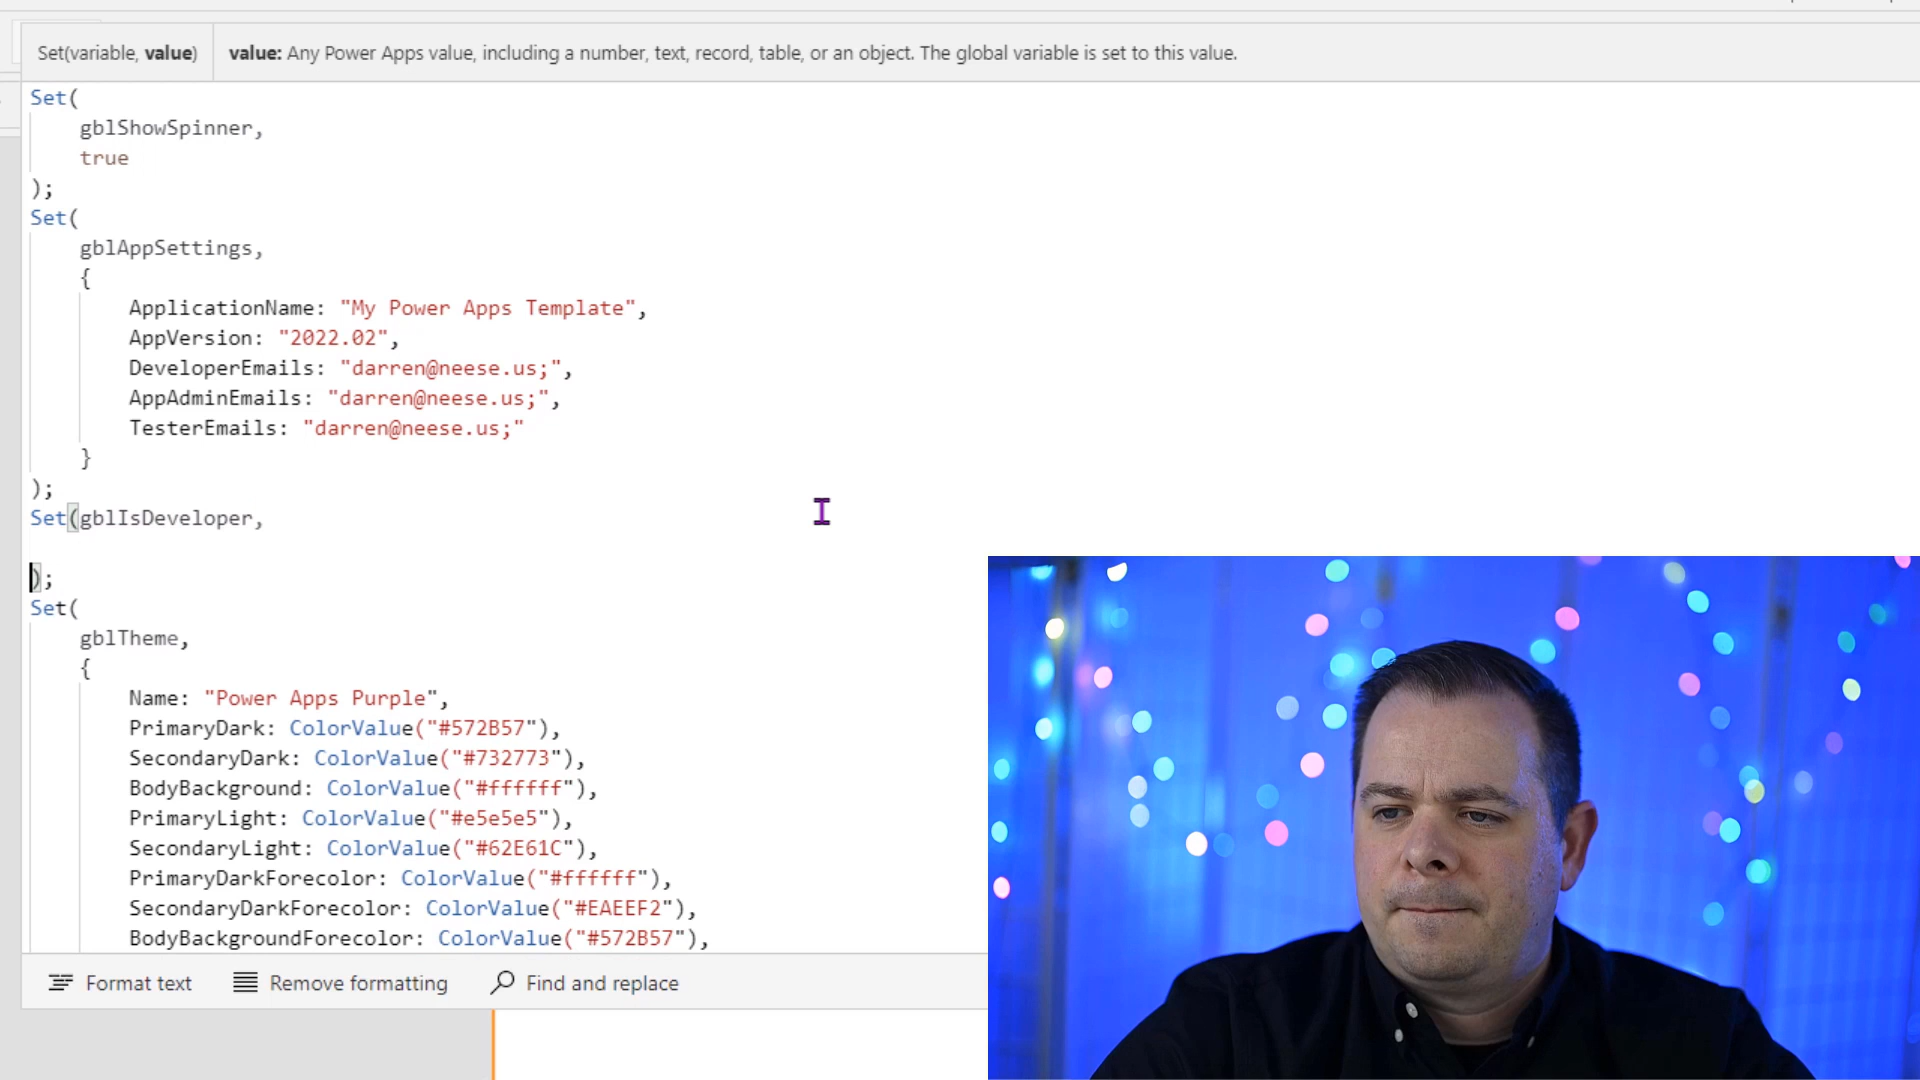 Set(variable, value) value: Any Power Apps value, including a number, text, record, table, or an object. The global variable is set to this value.
Set(
gblShowSpinner,
true
);
Set(
gblAppSettings,
{
ApplicationName: "My Power Apps Template",
AppVersion: "2022.02",
DeveloperEmails: "darren@neese.us;",
AppAdminEmails: "darren@neese.us;",
TesterEmails: "darren@neese.us;"
}
);
Set(gblIsDeveloper,
);
Set(
gblTheme,
{
Name: "Power Apps Purple",
PrimaryDark: ColorValue("#572B57"),
SecondaryDark: ColorValue("#732773"),
BodyBackground: ColorValue("#ffffff"),
PrimaryLight: ColorValue("#e5e5e5"),
SecondaryLight: ColorValue("#62E61C"),
PrimaryDarkForecolor: ColorValue("#ffffff"),
SecondaryDarkForecolor: ColorValue("#EAEEF2"),
BodyBackgroundForecolor: ColorValue("#572B57"),
Format text Remove formatting Find and replace